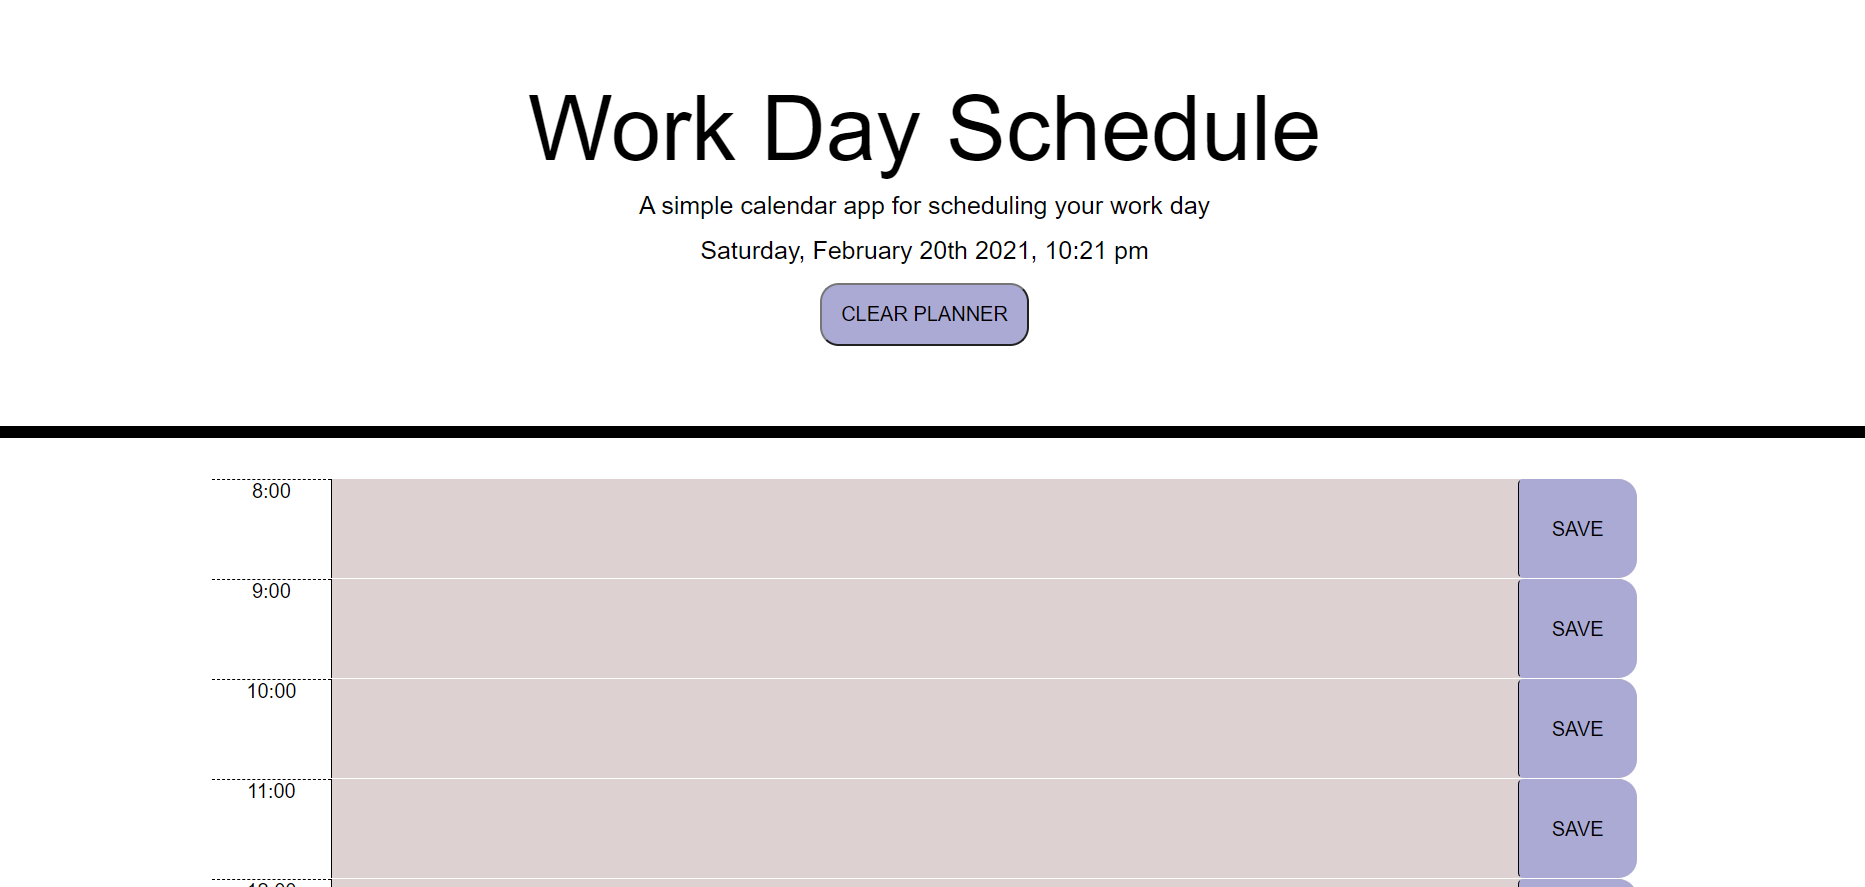 Work Day Schedule
A simple calendar app for scheduling your work day
Saturday, February 20th 2021, 10:21 pm
CLEAR PLANNER
8:00
SAVE
9:00
SAVE
10:00
SAVE
11:00
SAVE